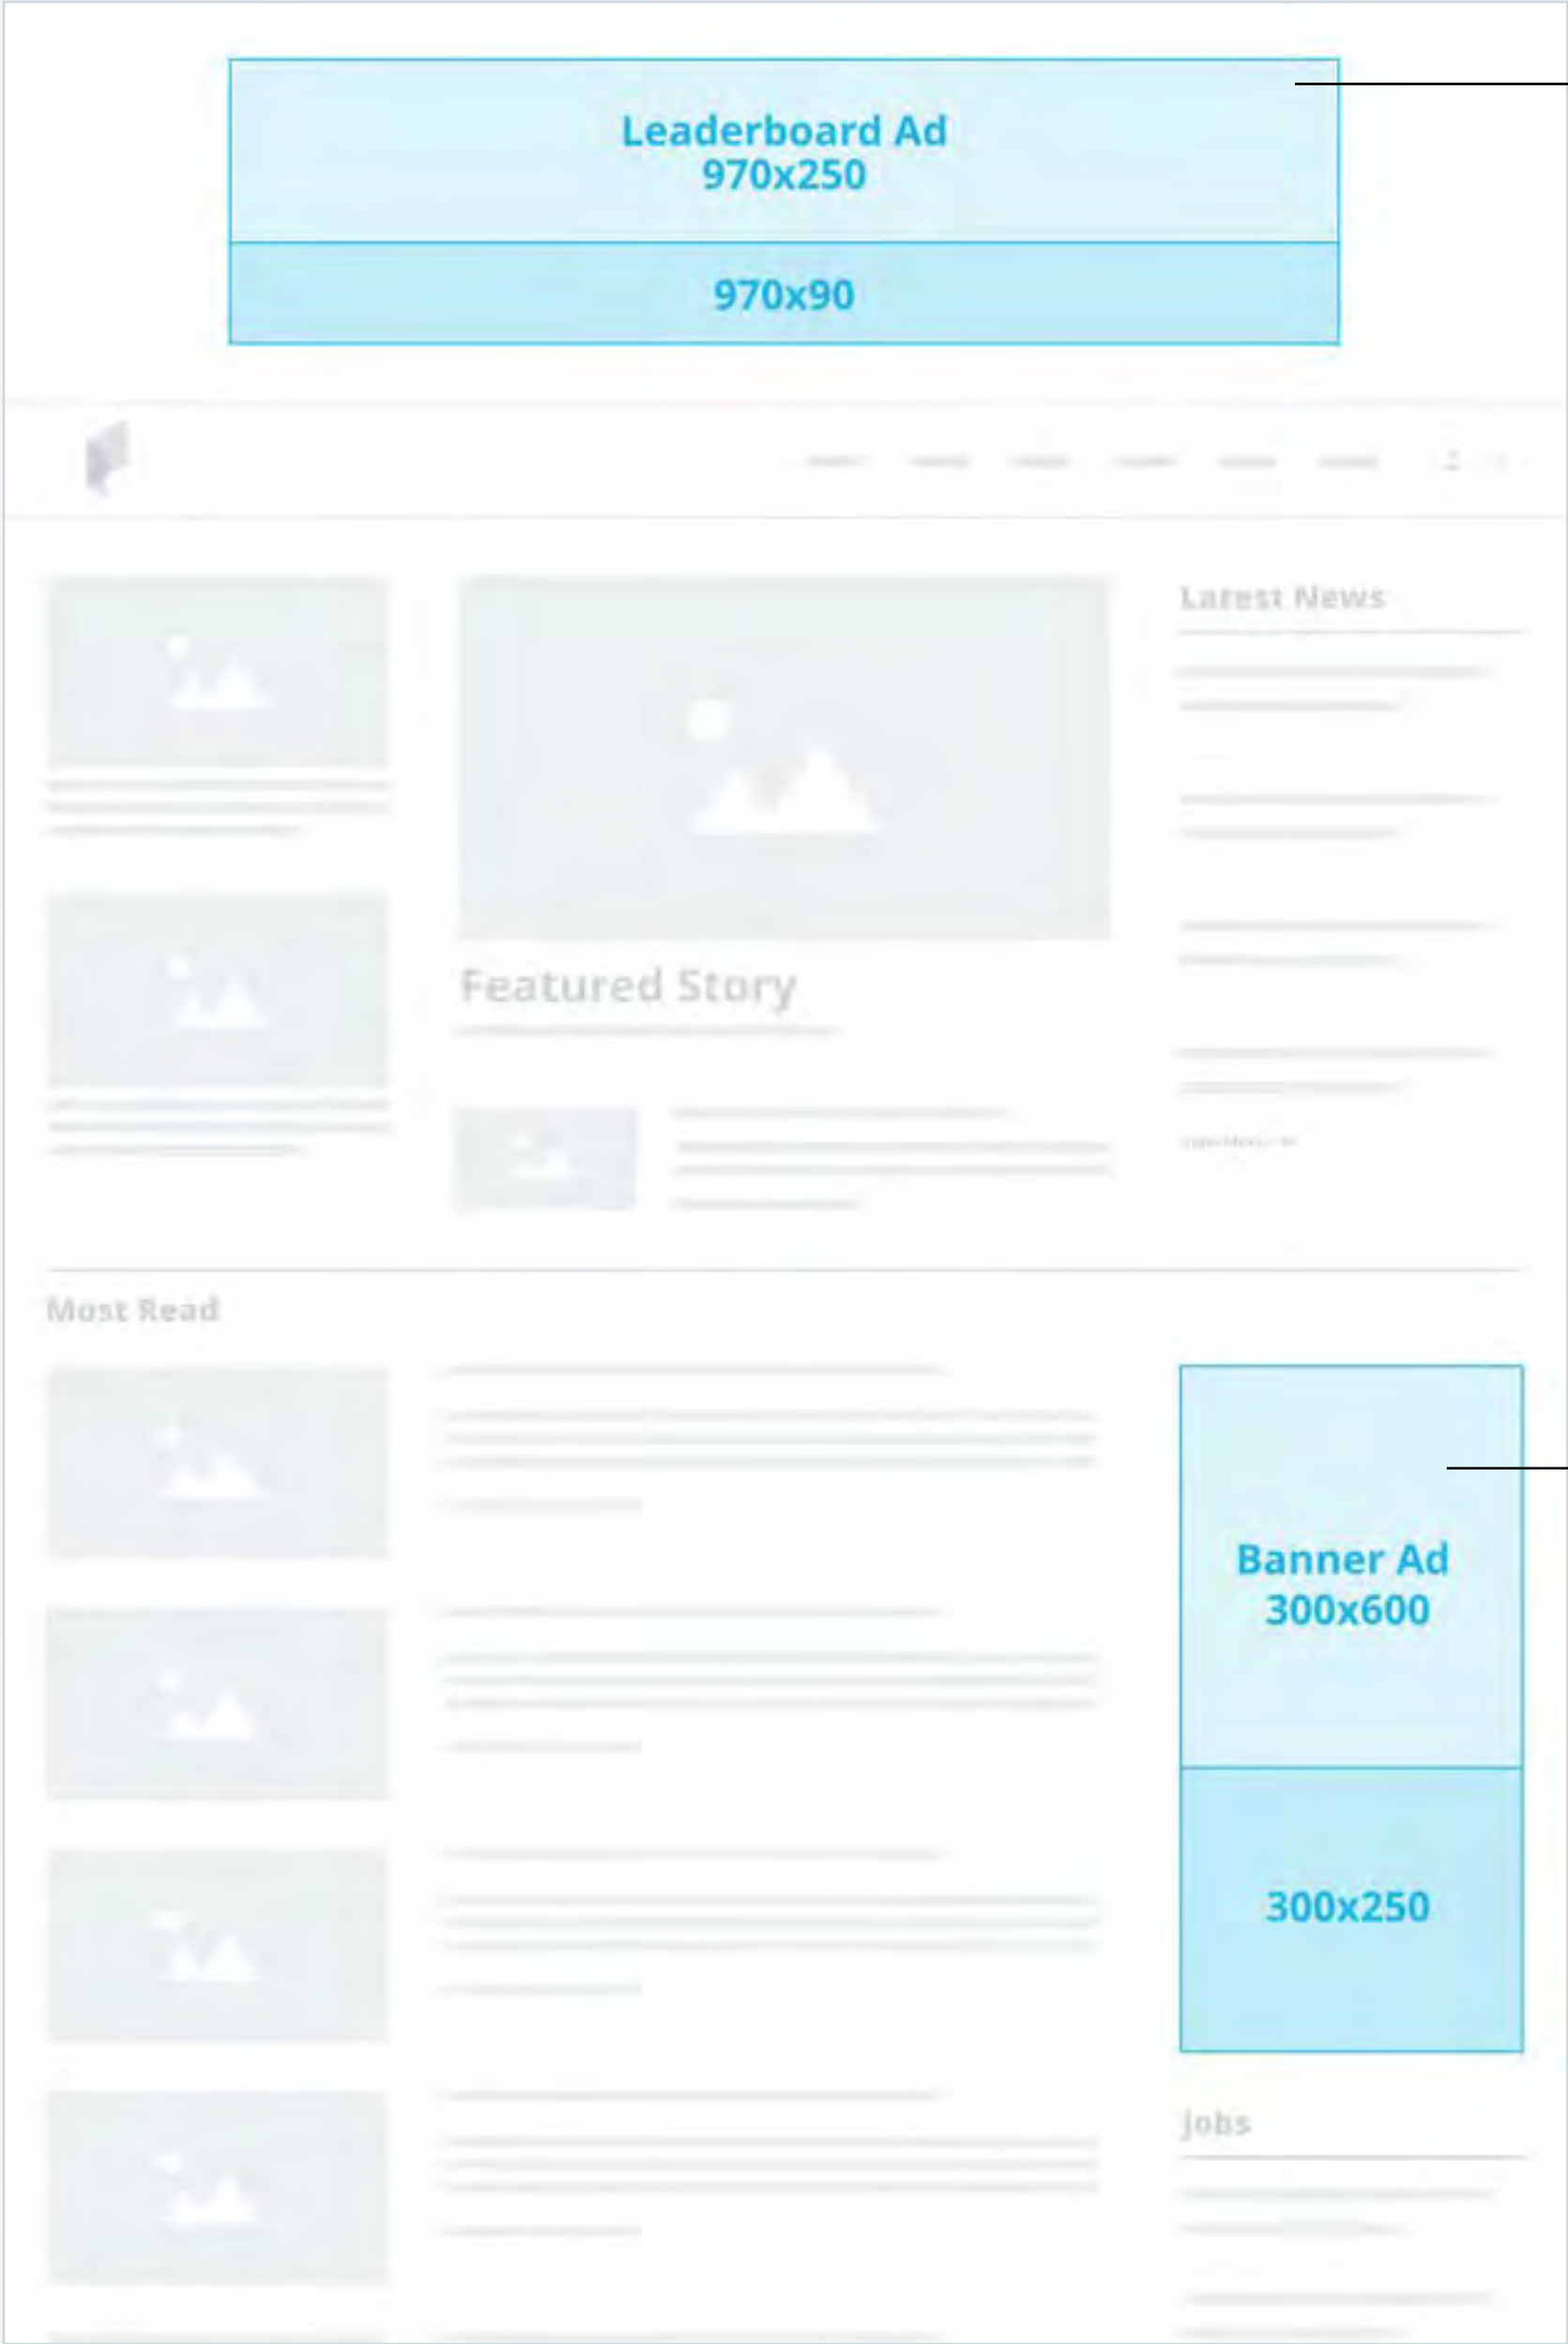 Leaderboard Ad
970x250
970x90
Latest News
Featured Story
Most Read
Banner Ad
300x600
300x250
Jobs